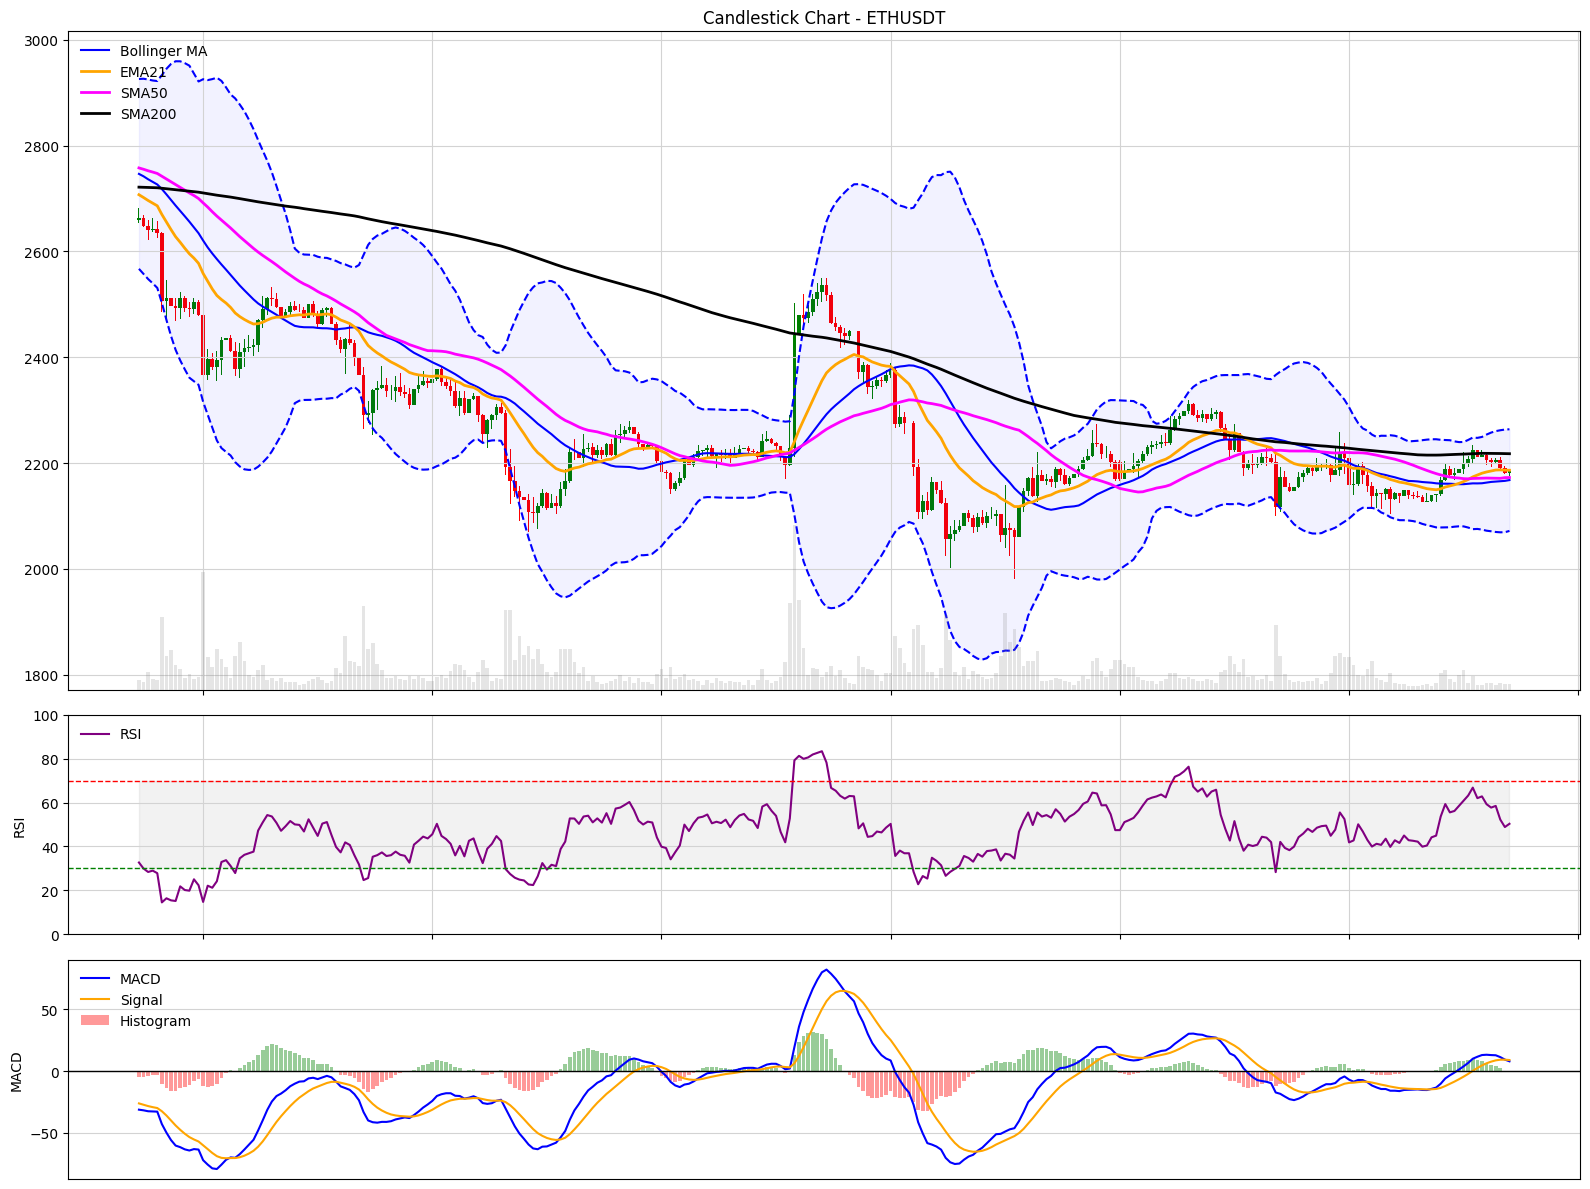 Candlestick Chart - ETHUSDT
3000
2800
2600
2400
2200
2000
1800
Bollinger MA
EMA21
SMA50
SMA200
100
80
60
40
20
0
RSI
RSI
50
0
−50
MACD
MACD
Signal
Histogram